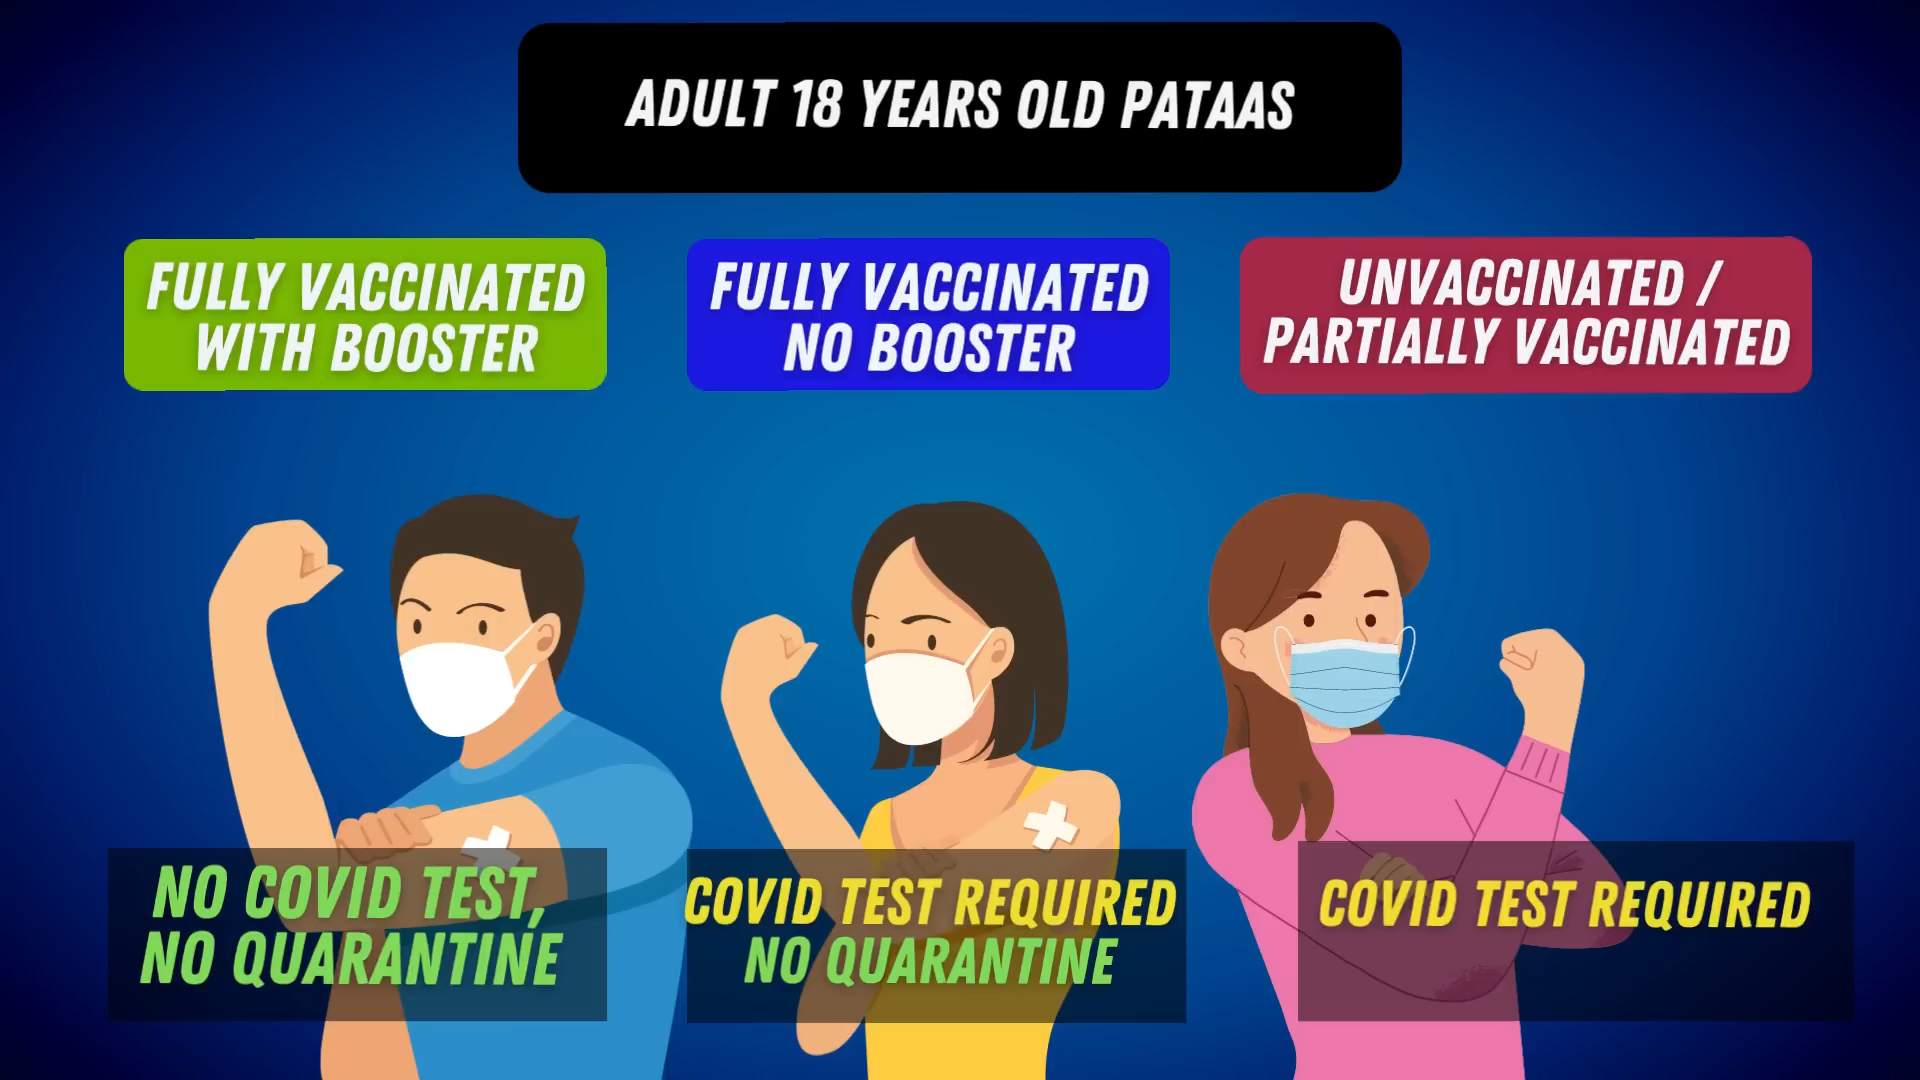 ADULT 18 YEARS OLD PATAAS
FULLY VACCINATED
WITH BOOSTER
FULLY VACCINATED
NO BOOSTER
UNVACCINATED /
PARTIALLY VACCINATED
NO COVID TEST,
NO QUARANTINE
COVID TEST REQUIRED
NO QUARANTINE
COVID TEST REQUIRED